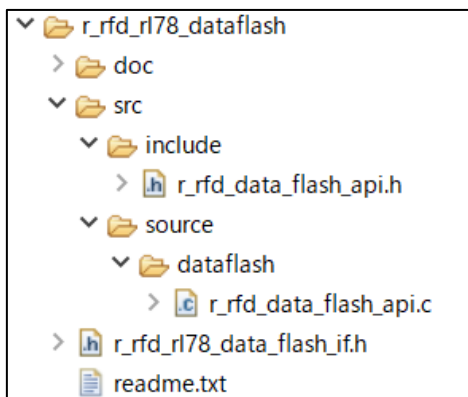 r_rfd_rl78_dataflash
doc
src
include
r_rfd_data_flash_api.h
source
dataflash
r_rfd_data_flash_api.c
r_rfd_rl78_data_flash_if.h
readme.txt